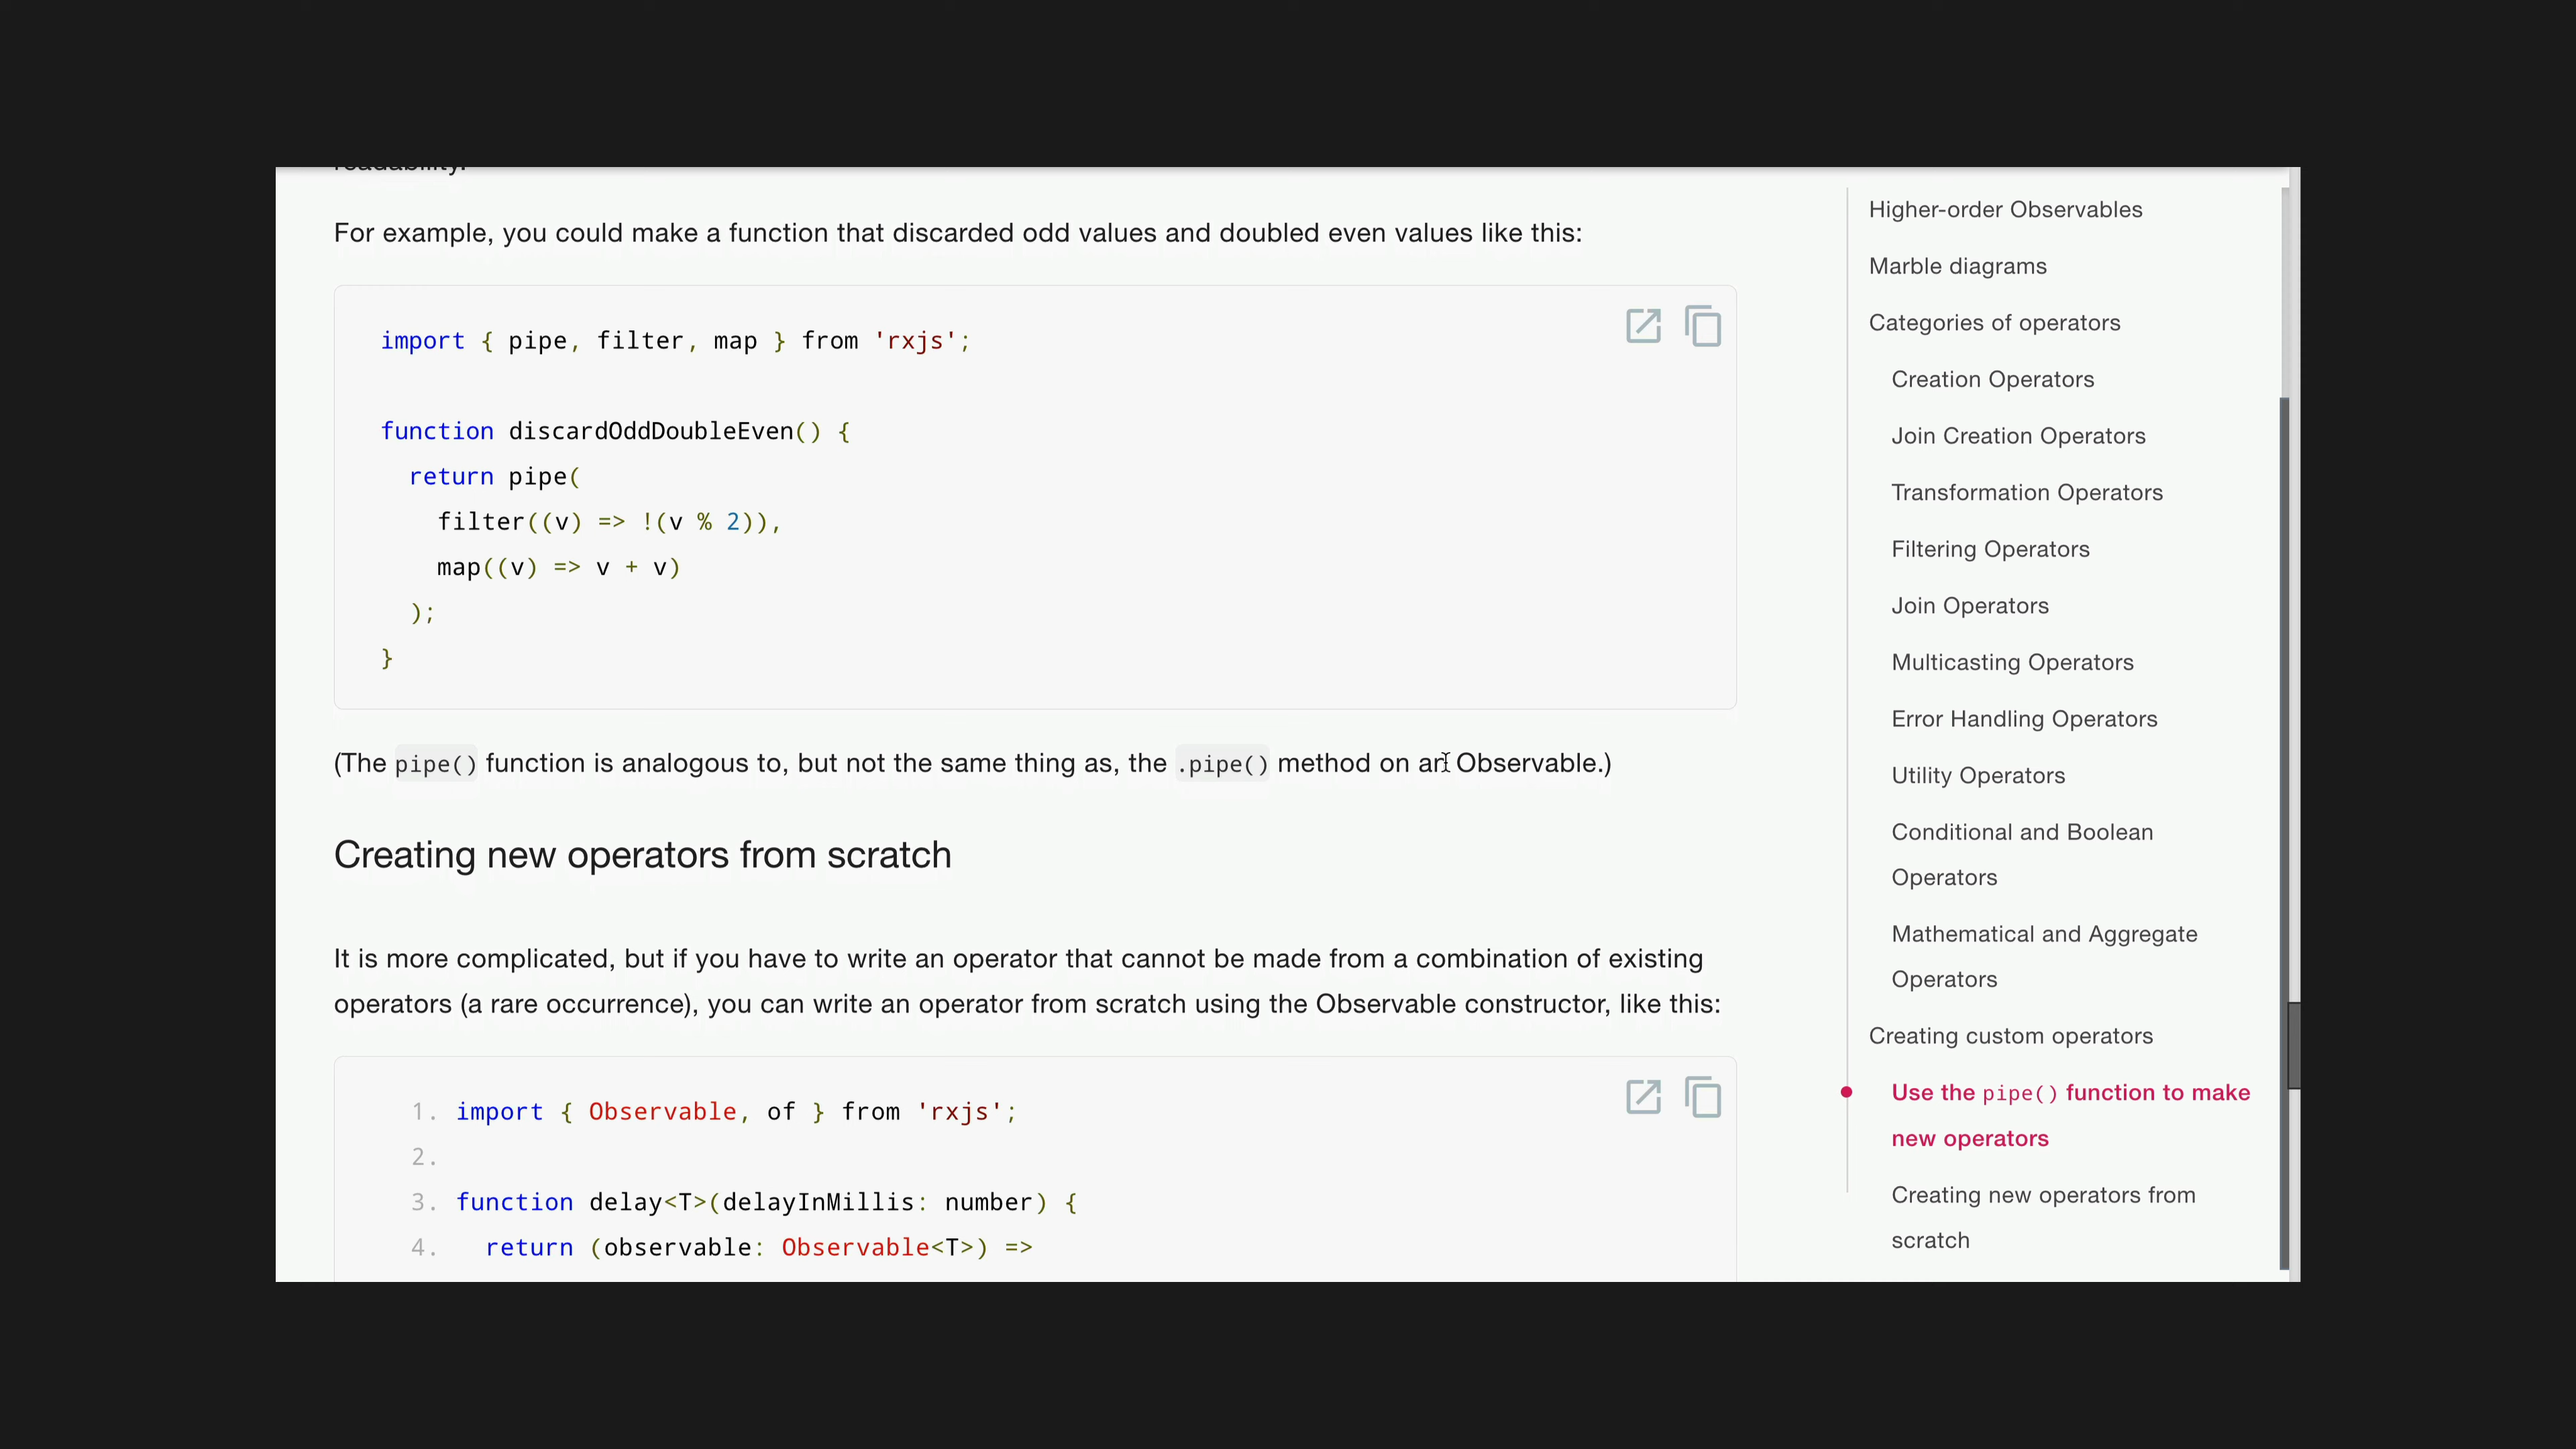 readability.
For example, you could make a function that discarded odd values and doubled even values like this:
import { pipe, filter, map } from 'rxjs';
function discardOddDoubleEven() {
  return pipe(
    filter((v) => !(v % 2)),
    map((v) => v + v)
  );
}
(The pipe() function is analogous to, but not the same thing as, the .pipe() method on an Observable.)
Creating new operators from scratch
It is more complicated, but if you have to write an operator that cannot be made from a combination of existing
operators (a rare occurrence), you can write an operator from scratch using the Observable constructor, like this:
1. import { Observable, of } from 'rxjs';
2.
3. function delay<T>(delayInMillis: number) {
4.   return (observable: Observable<T>) =>
Higher-order Observables
Marble diagrams
Categories of operators
Creation Operators
Join Creation Operators
Transformation Operators
Filtering Operators
Join Operators
Multicasting Operators
Error Handling Operators
Utility Operators
Conditional and Boolean
Operators
Mathematical and Aggregate
Operators
Creating custom operators
Use the pipe() function to make
new operators
Creating new operators from
scratch